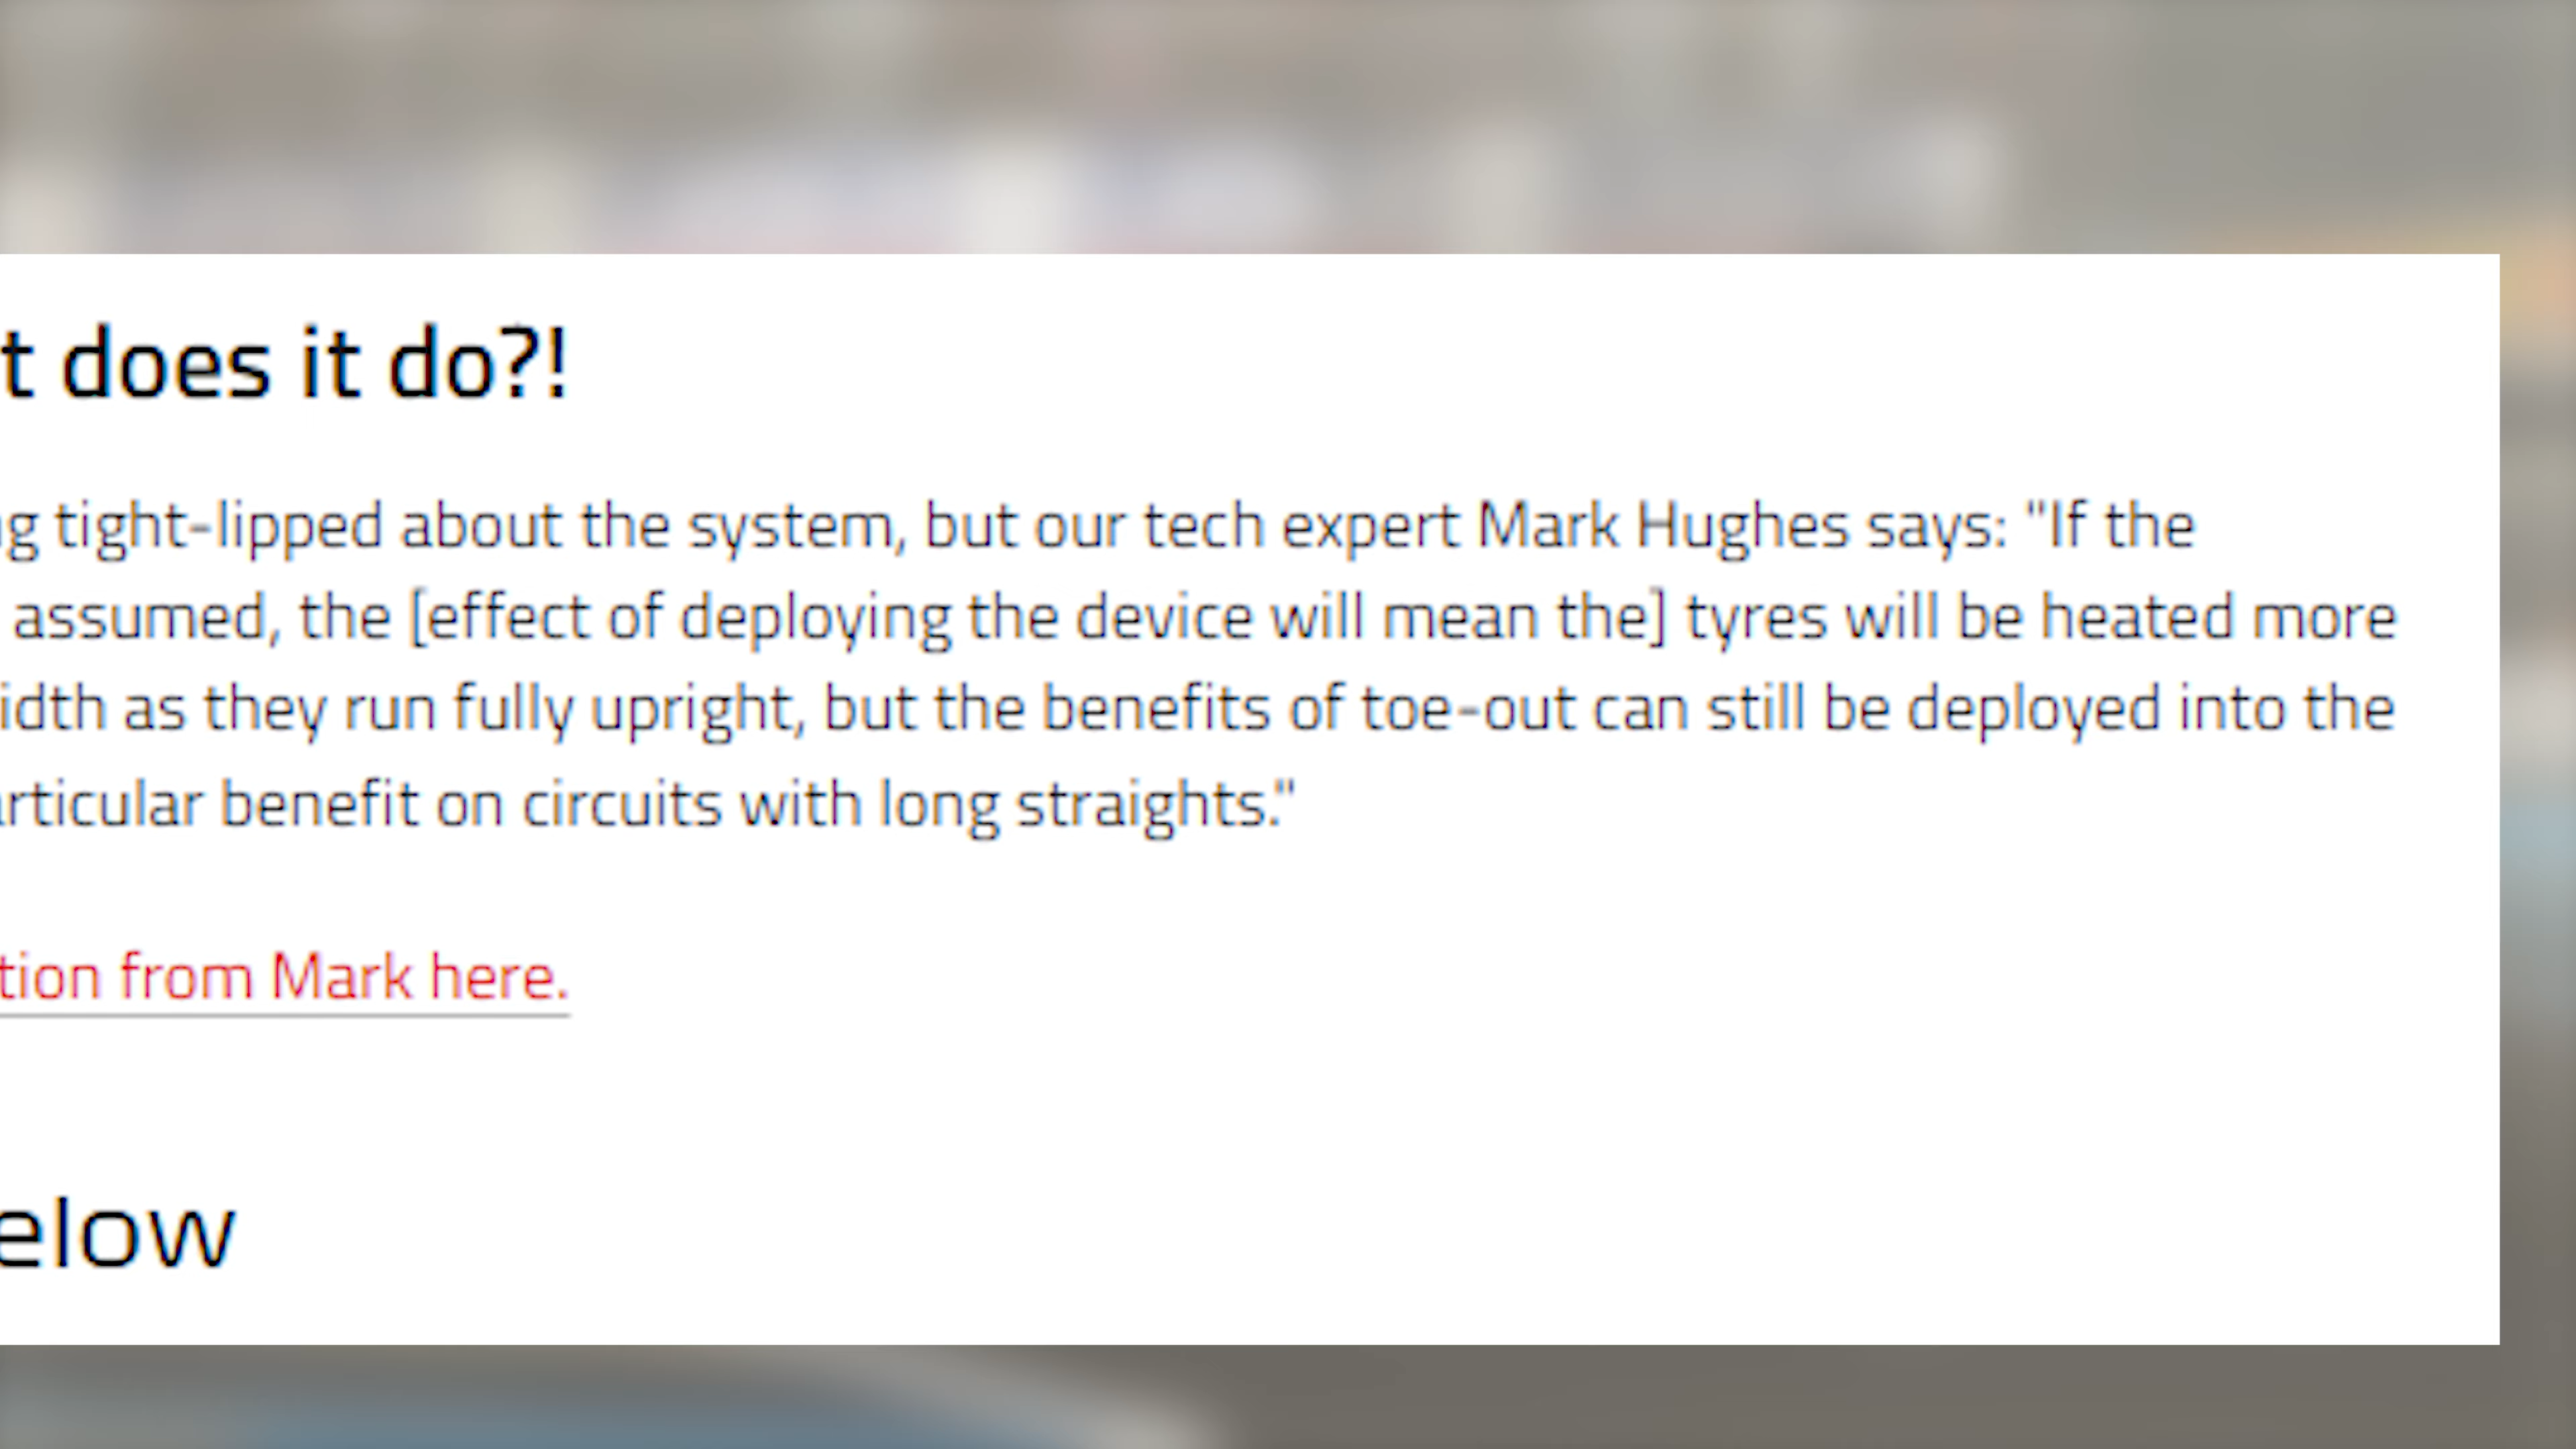 t does it do?!
ng tight-lipped about the system, but our tech expert Mark Hughes says: "If the
assumed, the [effect of deploying the device will mean the] tyres will be heated more
idth as they run fully upright, but the benefits of toe-out can still be deployed into the
articular benefit on circuits with long straights."
tion from Mark here.
elow